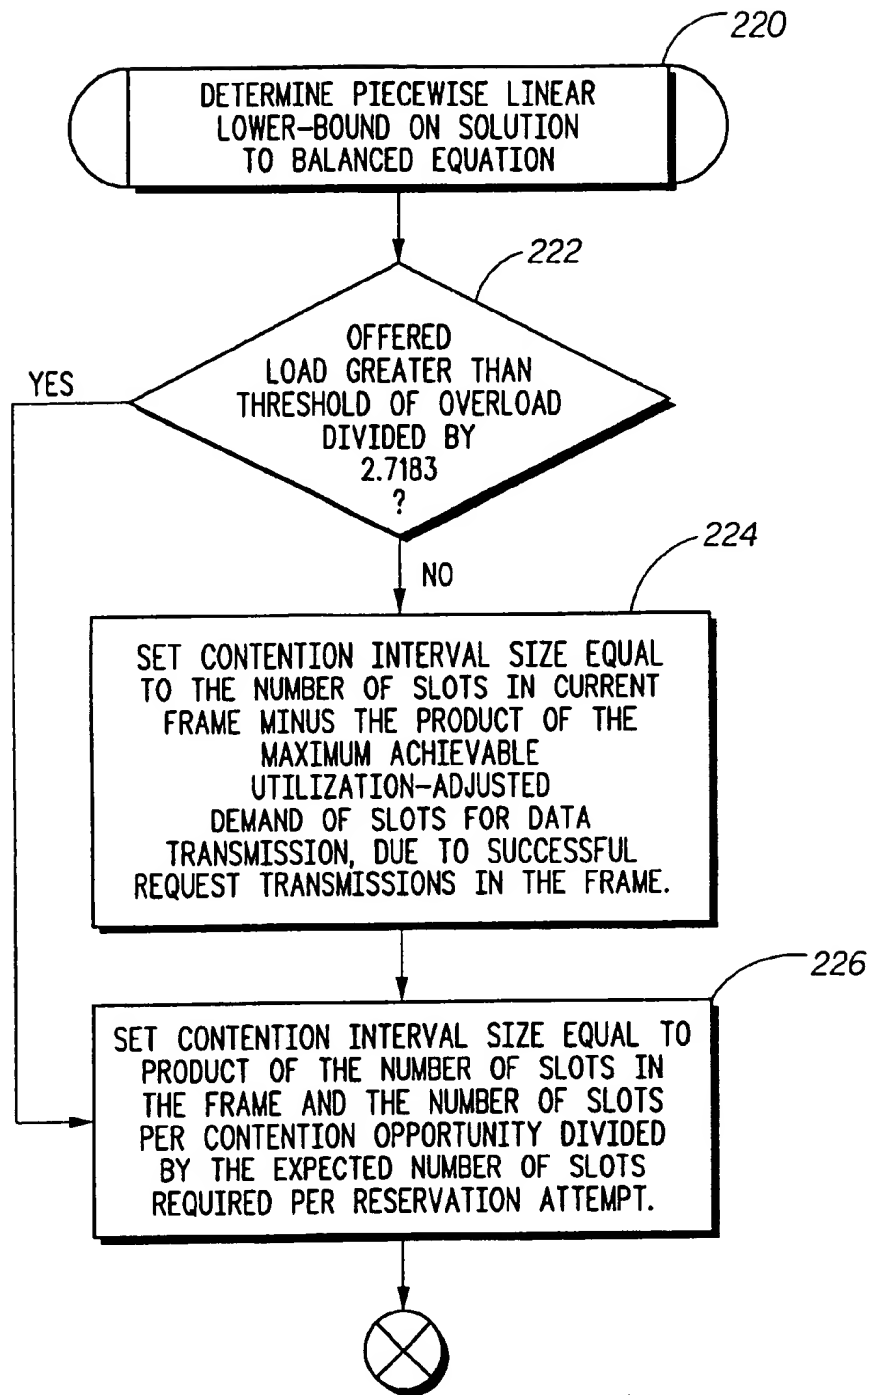 220
DETERMINE PIECEWISE LINEAR
LOWER-BOUND ON SOLUTION
TO BALANCED EQUATION
222
OFFERED
LOAD GREATER THAN
THRESHOLD OF OVERLOAD
DIVIDED BY
2.7183
?
YES
NO
224
SET CONTENTION INTERVAL SIZE EQUAL
TO THE NUMBER OF SLOTS IN CURRENT
FRAME MINUS THE PRODUCT OF THE
MAXIMUM ACHIEVABLE
UTILIZATION-ADJUSTED
DEMAND OF SLOTS FOR DATA
TRANSMISSION, DUE TO SUCCESSFUL
REQUEST TRANSMISSIONS IN THE FRAME.
226
SET CONTENTION INTERVAL SIZE EQUAL TO
PRODUCT OF THE NUMBER OF SLOTS IN
THE FRAME AND THE NUMBER OF SLOTS
PER CONTENTION OPPORTUNITY DIVIDED
BY THE EXPECTED NUMBER OF SLOTS
REQUIRED PER RESERVATION ATTEMPT.